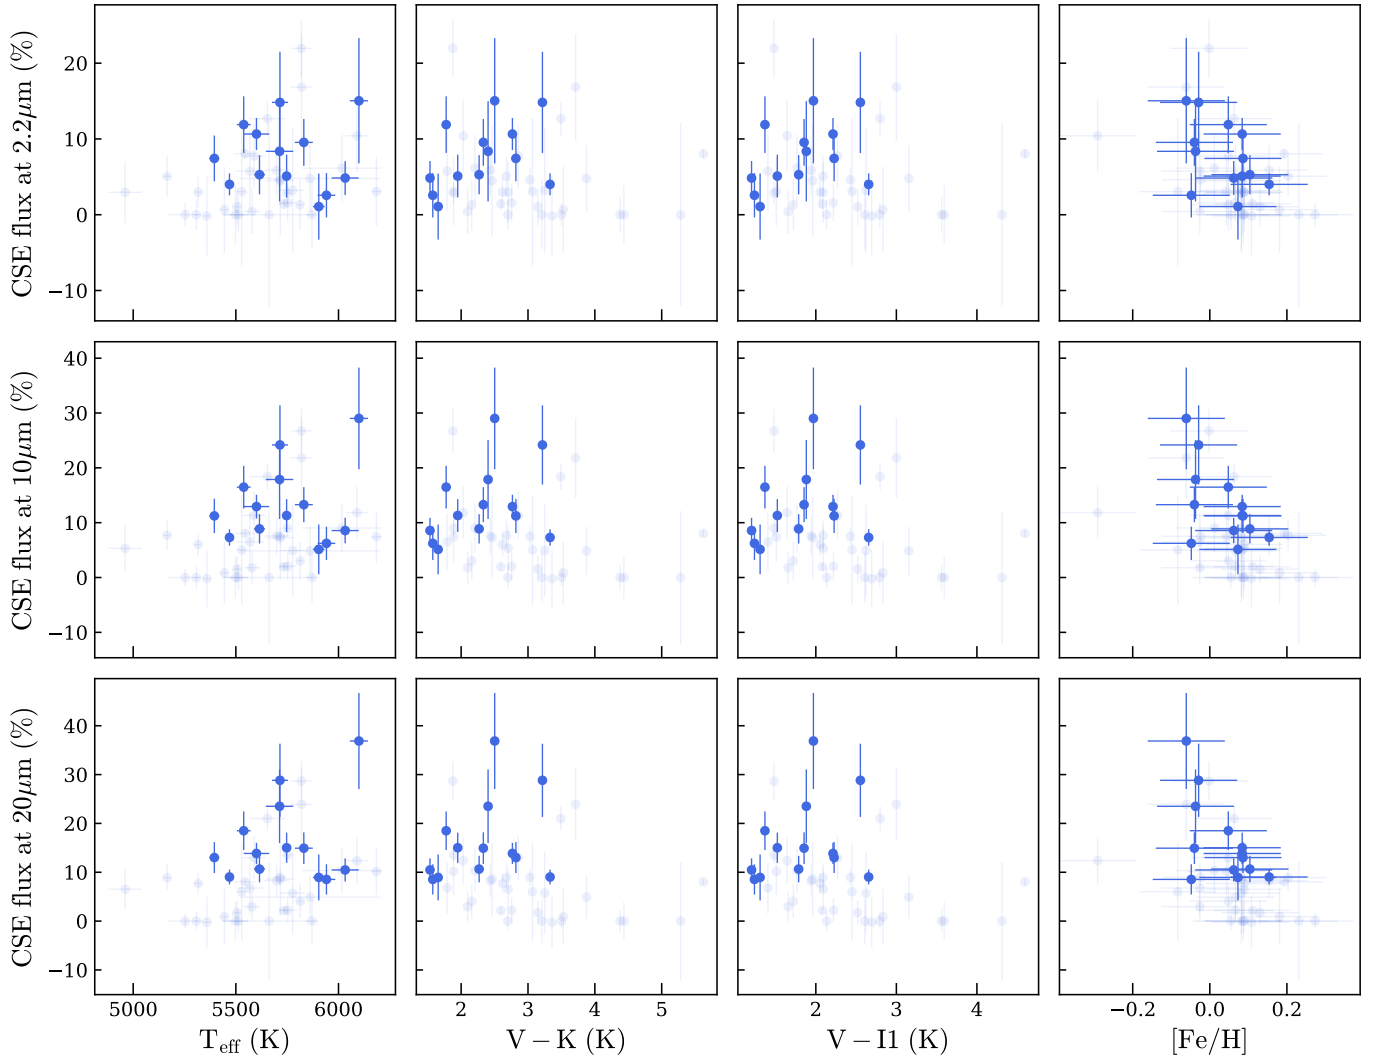 CSE flux at 2.2μm (%)
20
10
0
−10
CSE flux at 10μm (%)
40
30
20
10
0
−10
CSE flux at 20μm (%)
40
30
20
10
0
−10
5000 5500 6000
2 3 4 5
2 3 4
−0.2 0.0 0.2
T_eff (K)
V − K (K)
V − I1 (K)
[Fe/H]